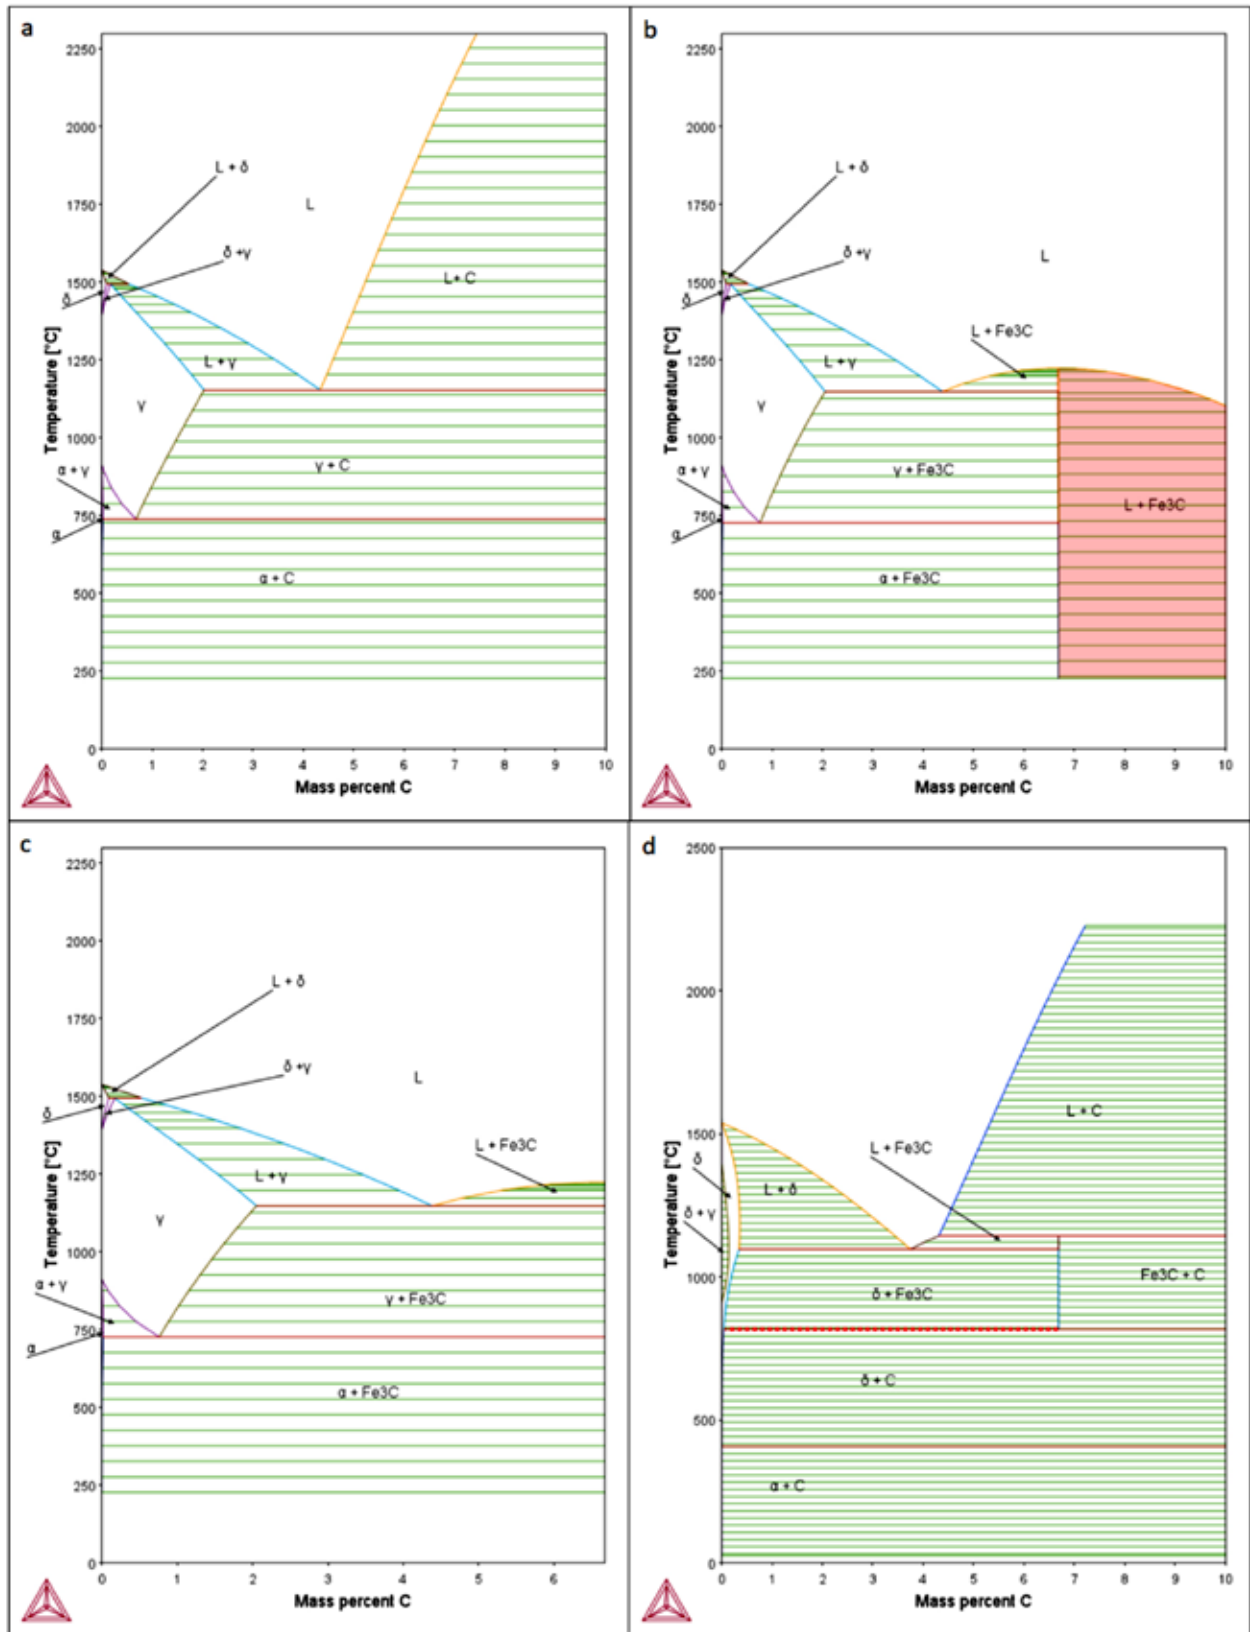 a
2250
2000
1750
1500
1250
1000
750
500
250
0
Temperature [°C]
L + δ
L
δ +γ
δ
L + C
L + γ
γ
γ + C
α + γ
α
α + C
0 1 2 3 4 5 6 7 8 9 10
Mass percent C
b
2250
2000
1750
1500
1250
1000
750
500
250
0
Temperature [°C]
L + δ
δ +γ
L
δ
L + Fe3C
L + γ
γ
γ + Fe3C
α + γ
L + Fe3C
α
α + Fe3C
0 1 2 3 4 5 6 7 8 9 10
Mass percent C
c
2250
2000
1750
1500
1250
1000
750
500
250
0
Temperature [°C]
L + δ
δ +γ
L
δ
L + Fe3C
L + γ
γ
α + γ
γ + Fe3C
α
α + Fe3C
0 1 2 3 4 5 6
Mass percent C
d
2500
2000
1500
1000
500
0
Temperature [°C]
L + C
L + Fe3C
δ
L + δ
δ + γ
Fe3C + C
δ + Fe3C
δ + C
α + C
0 1 2 3 4 5 6 7 8 9 10
Mass percent C